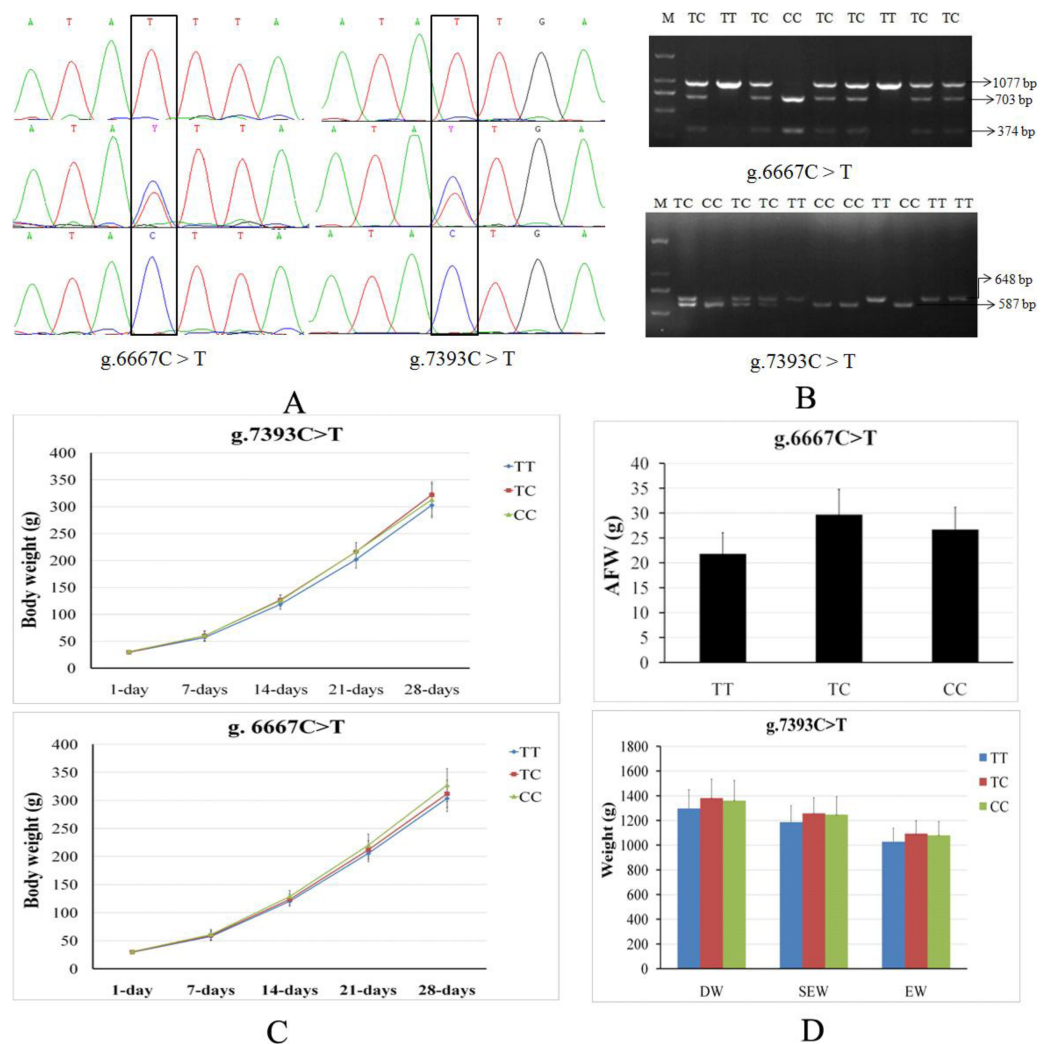 A T A T T T A
A T A T T G A
A T A Y T T A
A T A Y T G A
A T A C T T A
A T A C T G A
g.6667C > T
g.7393C > T
A
M TC TT TC CC TC TC TT TC TC
1077 bp
703 bp
374 bp
g.6667C > T
M TC CC TC TC TT CC CC TT CC TT TT
648 bp
587 bp
g.7393C > T
B
g.7393C>T
Body weight (g)
400
350
300
250
200
150
100
50
0
1-day 7-days 14-days 21-days 28-days
TT
TC
CC
g. 6667C>T
Body weight (g)
400
350
300
250
200
150
100
50
0
1-day 7-days 14-days 21-days 28-days
TT
TC
CC
C
g.6667C>T
AFW (g)
40
35
30
25
20
15
10
5
0
TT TC CC
g.7393C>T
Weight (g)
1800
1600
1400
1200
1000
800
600
400
200
0
DW SEW EW
TT
TC
CC
D